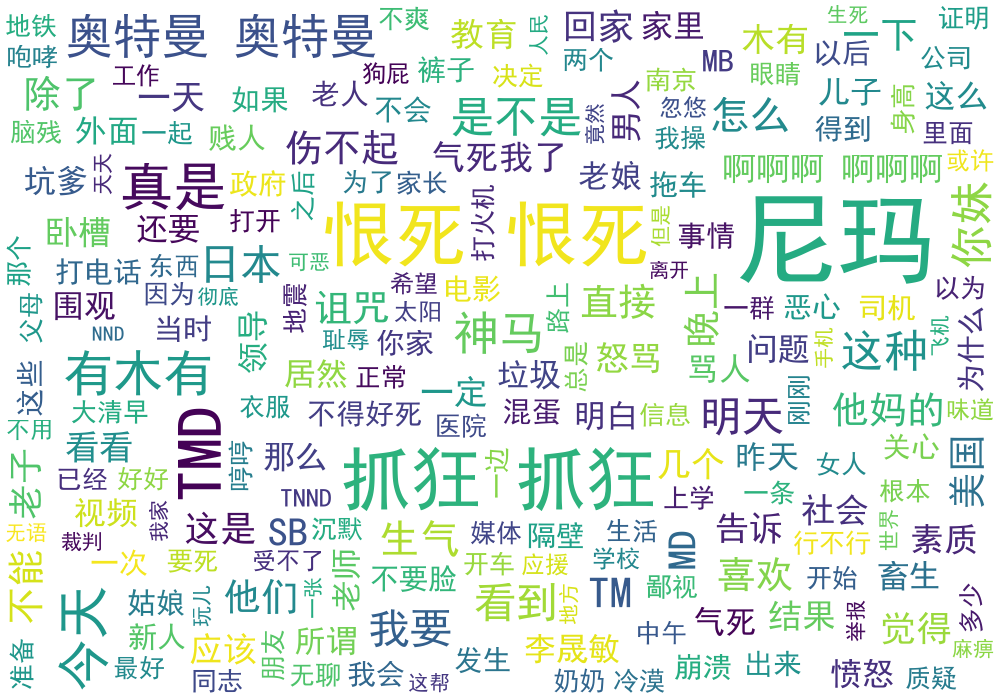 地铁 奥特曼 奥特曼 不爽 教育 人民 回家 家里 木有 生死 一下 证明
咆哮 工作 狗屁 裤子 决定 两个 MB 以后 公司
除了 一天 如果 老人 不会 是不是 竟然 男人 南京 忽悠 眼睛 怎么 儿子 身高 这么
脑残 外面 一起 贱人 伤不起 气死我了 我操 得到 里面
坑爹 天天 真是 政府 之后 为了 家长 打火机 老娘 拖车 啊啊啊 啊啊啊 或许
卧槽 还要 打开 恨死 恨死 但是 事情 尼玛 你妹
那个 打电话 东西 日本 可恶 离开
父母 围观 因为 彻底 地震 诅咒 希望 太阳 电影 路上 直接 晚上 一群 恶心 司机 以为
NND 当时 领导 耻辱 你家 神马 总是 怒骂 骂人 问题 手机 这种 飞机 为什么
这些 有木有 居然 正常 一定 垃圾
大清早 衣服 不得好死 医院 混蛋 明白 信息 明天 刚刚 他妈的 味道
不用 看看 TMD 哼哼 那么 抓狂 一边 抓狂 几个 昨天 女人 关心 美国
老子 已经 好好 TNND 上学 一条 根本
无语 视频 我家 这是 SB 沉默 生气 媒体 隔壁 生活 MD 告诉 社会 世界 素质
裁判 行不行
不能 一次 要死 受不了 老师 不要脸 开车 应援 学校 鄙视 喜欢 开始 畜生
今天 姑娘 玩儿 他们 一张 看到 地方 TM 结果 举报 多少
新人 朋友 所谓 我要 中午 气死 觉得
准备 最好 应该 无聊 我会 发生 李晟敏 崩溃 出来 愤怒 麻痹
同志 这帮 奶奶 冷漠 质疑